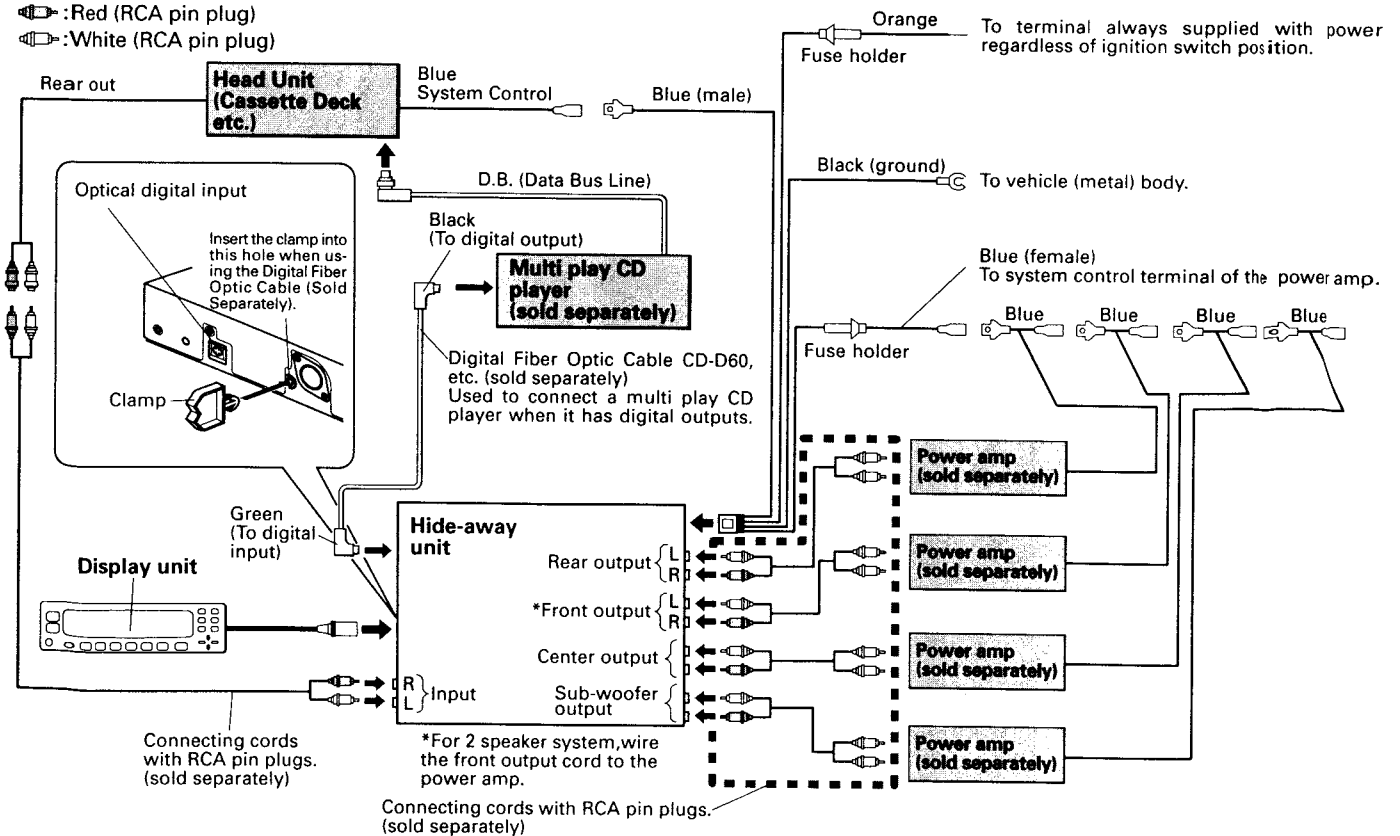 :Red (RCA pin plug)
:White (RCA pin plug)
Rear out
Head Unit
(Cassette Deck
etc.)
Blue
System Control
Blue (male)
Orange
Fuse holder
To terminal always supplied with power
regardless of ignition switch position.
Black (ground)
To vehicle (metal) body.
D.B. (Data Bus Line)
Optical digital input
Insert the clamp into
this hole when us-
ing the Digital Fiber
Optic Cable (Sold
Separately).
Clamp
Black
(To digital output)
Multi play CD
player
(sold separately)
Digital Fiber Optic Cable CD-D60,
etc. (sold separately)
Used to connect a multi play CD
player when it has digital outputs.
Blue (female)
To system control terminal of the power amp.
Fuse holder
Blue
Blue
Blue
Blue
Green
(To digital
input)
Display unit
Hide-away
unit
Rear output
L
R
*Front output
L
R
Center output
Sub-woofer
output
R
L
Input
Power amp
(sold separately)
Power amp
(sold separately)
Power amp
(sold separately)
Power amp
(sold separately)
Connecting cords
with RCA pin plugs.
(sold separately)
*For 2 speaker system,wire
the front output cord to the
power amp.
Connecting cords with RCA pin plugs.
(sold separately)